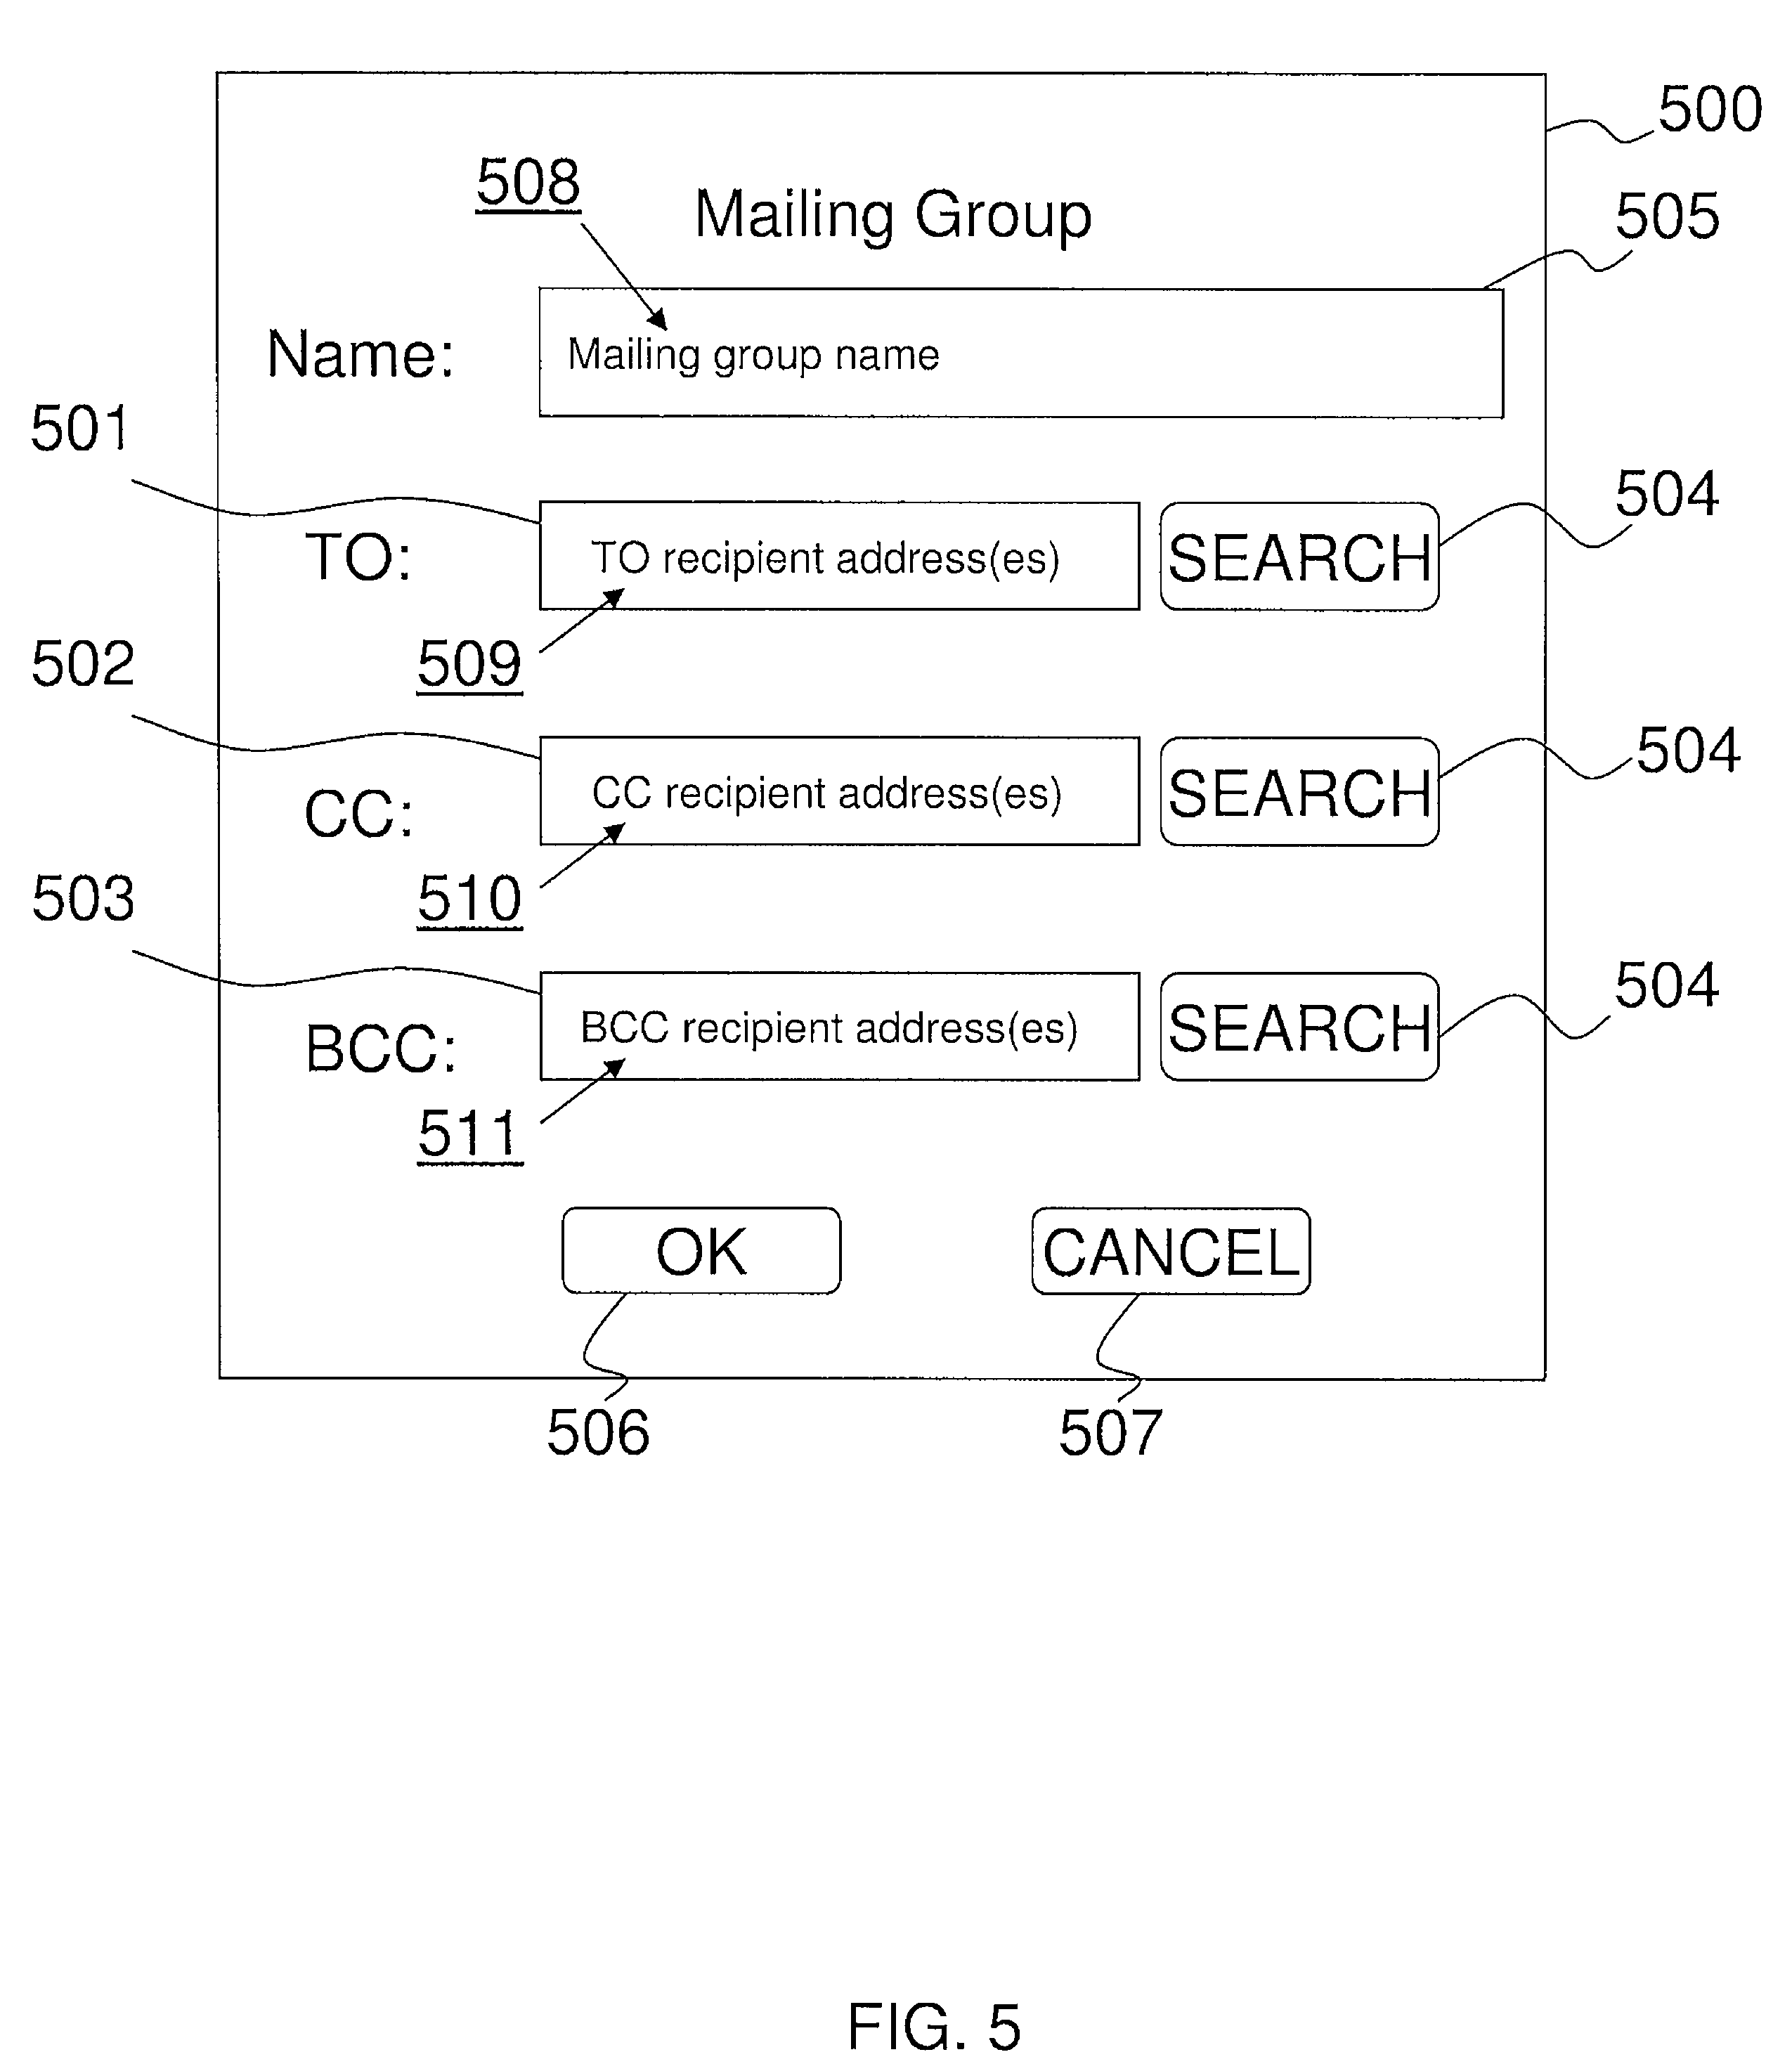 500
508
Mailing Group
505
Name: Mailing group name
501
504
TO: TO recipient address(es) SEARCH
502
509
504
CC: CC recipient address(es) SEARCH
503
510
504
BCC: BCC recipient address(es) SEARCH
511
OK CANCEL
506 507
FIG. 5